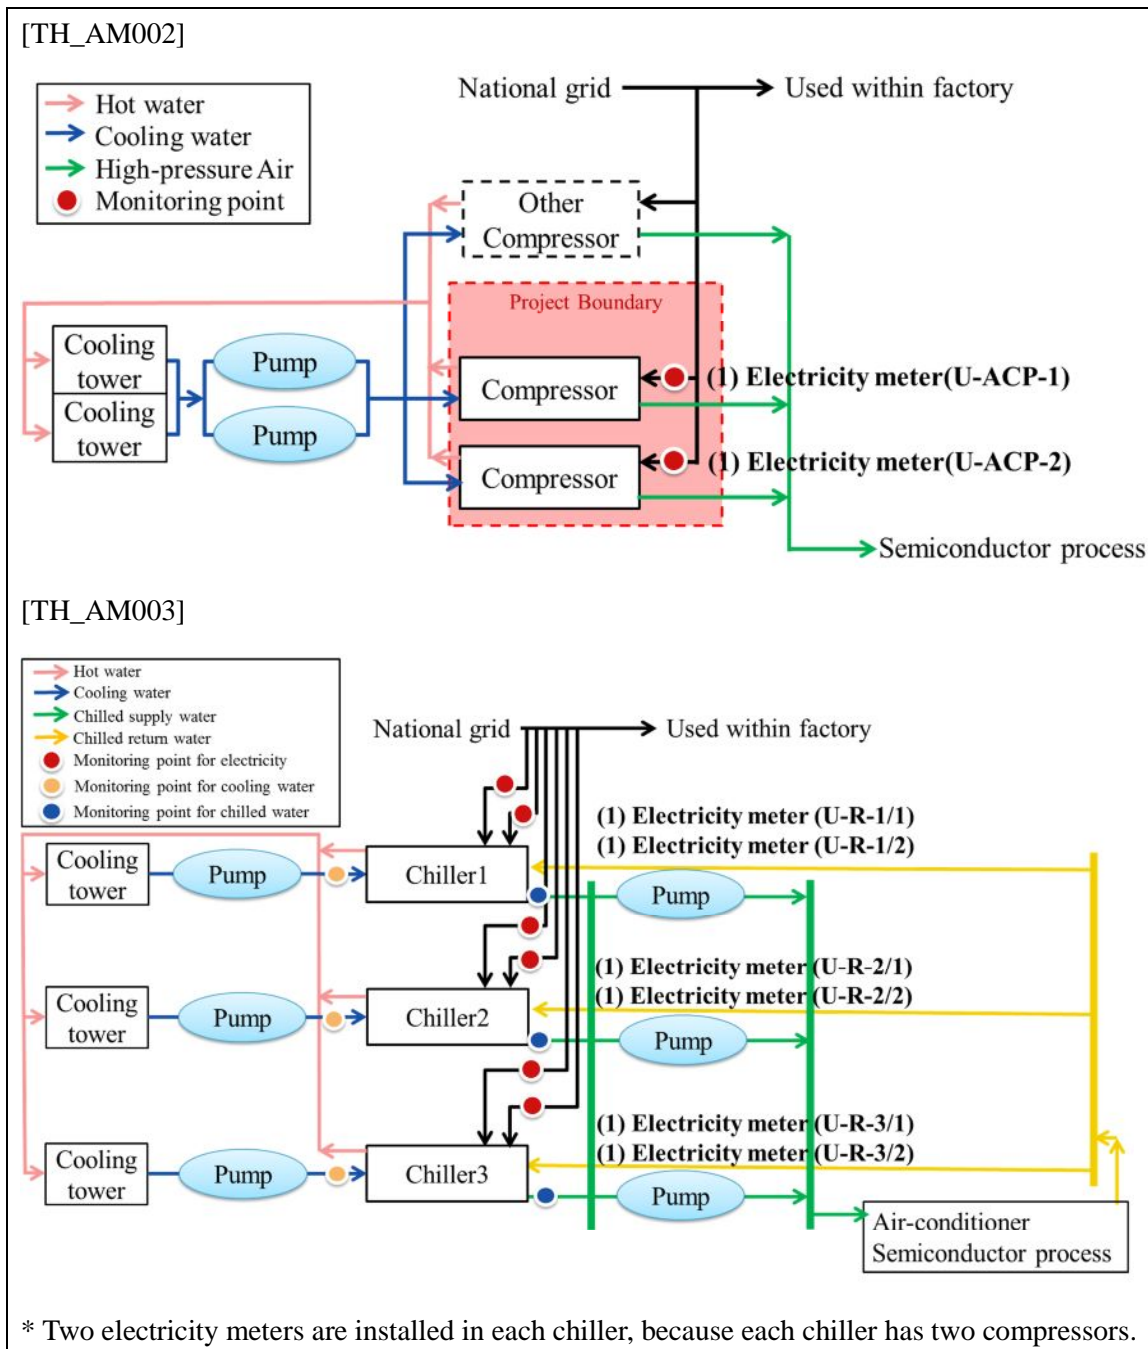 [TH_AM002]
Hot water
Cooling water
High-pressure Air
Monitoring point
National grid
Used within factory
Other
Compressor
Project Boundary
Cooling
tower
Cooling
tower
Pump
Pump
Compressor
(1) Electricity meter(U-ACP-1)
Compressor
(1) Electricity meter(U-ACP-2)
Semiconductor process
[TH_AM003]
Hot water
Cooling water
Chilled supply water
Chilled return water
Monitoring point for electricity
Monitoring point for cooling water
Monitoring point for chilled water
National grid
Used within factory
(1) Electricity meter (U-R-1/1)
(1) Electricity meter (U-R-1/2)
Cooling
tower
Pump
Chiller1
Pump
(1) Electricity meter (U-R-2/1)
(1) Electricity meter (U-R-2/2)
Cooling
tower
Pump
Chiller2
Pump
(1) Electricity meter (U-R-3/1)
(1) Electricity meter (U-R-3/2)
Cooling
tower
Pump
Chiller3
Pump
Air-conditioner
Semiconductor process
* Two electricity meters are installed in each chiller, because each chiller has two compressors.